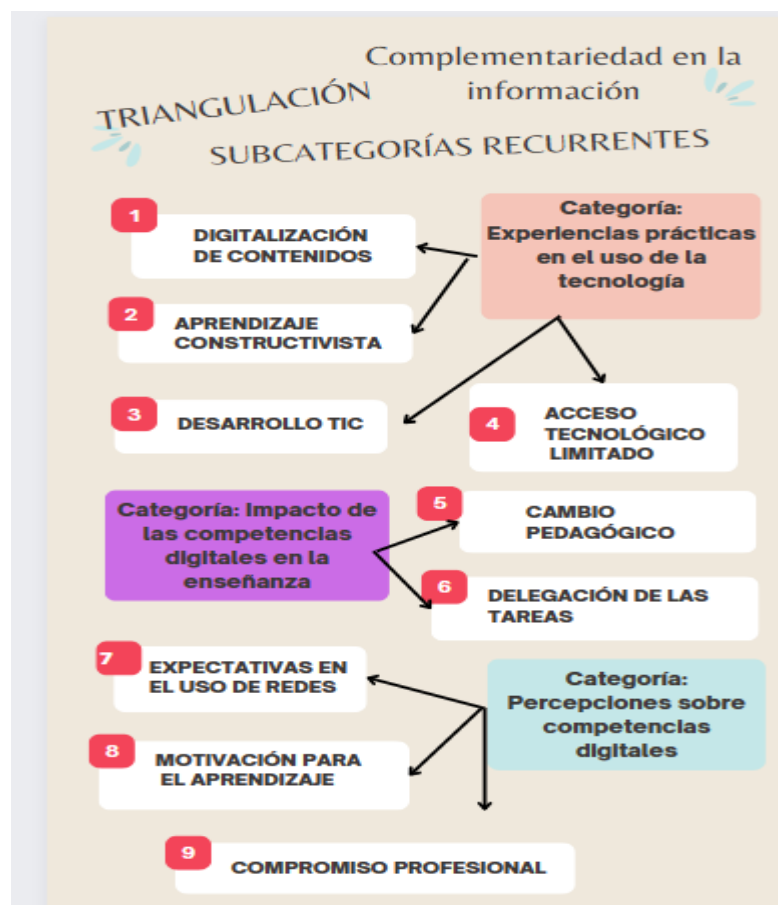 Complementariedad en la
información
TRIANGULACIÓN
SUBCATEGORÍAS RECURRENTES
1
DIGITALIZACIÓN
DE CONTENIDOS
Categoría:
Experiencias prácticas
en el uso de la
tecnología
2
APRENDIZAJE
CONSTRUCTIVISTA
3
DESARROLLO TIC
4
ACCESO
TECNOLÓGICO
LIMITADO
Categoría: Impacto de
las competencias
digitales en la
enseñanza
5
CAMBIO
PEDAGÓGICO
6
DELEGACIÓN DE LAS
TAREAS
7
EXPECTATIVAS EN
EL USO DE REDES
Categoría:
Percepciones sobre
competencias
digitales
8
MOTIVACIÓN PARA
EL APRENDIZAJE
9
COMPROMISO PROFESIONAL